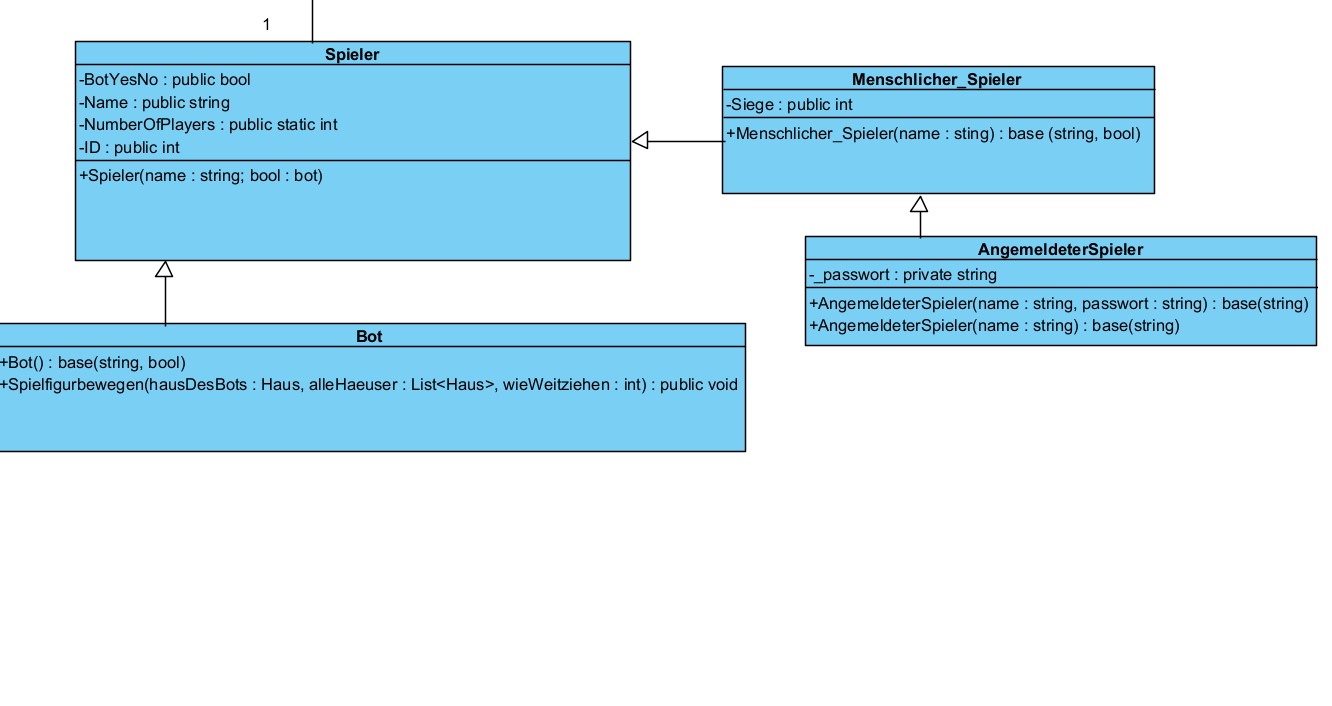 1
Spieler
-BotYesNo : public bool
-Name : public string
-NumberOfPlayers : public static int
-ID : public int
+Spieler(name : string; bool : bot)
Menschlicher_Spieler
-Siege : public int
+Menschlicher_Spieler(name : sting) : base (string, bool)
AngemeldeterSpieler
-_passwort : private string
+AngemeldeterSpieler(name : string, passwort : string) : base(string)
+AngemeldeterSpieler(name : string) : base(string)
Bot
+Bot() : base(string, bool)
+Spielfigurbewegen(hausDesBots : Haus, alleHaeuser : List<Haus>, wieWeitziehen : int) : public void